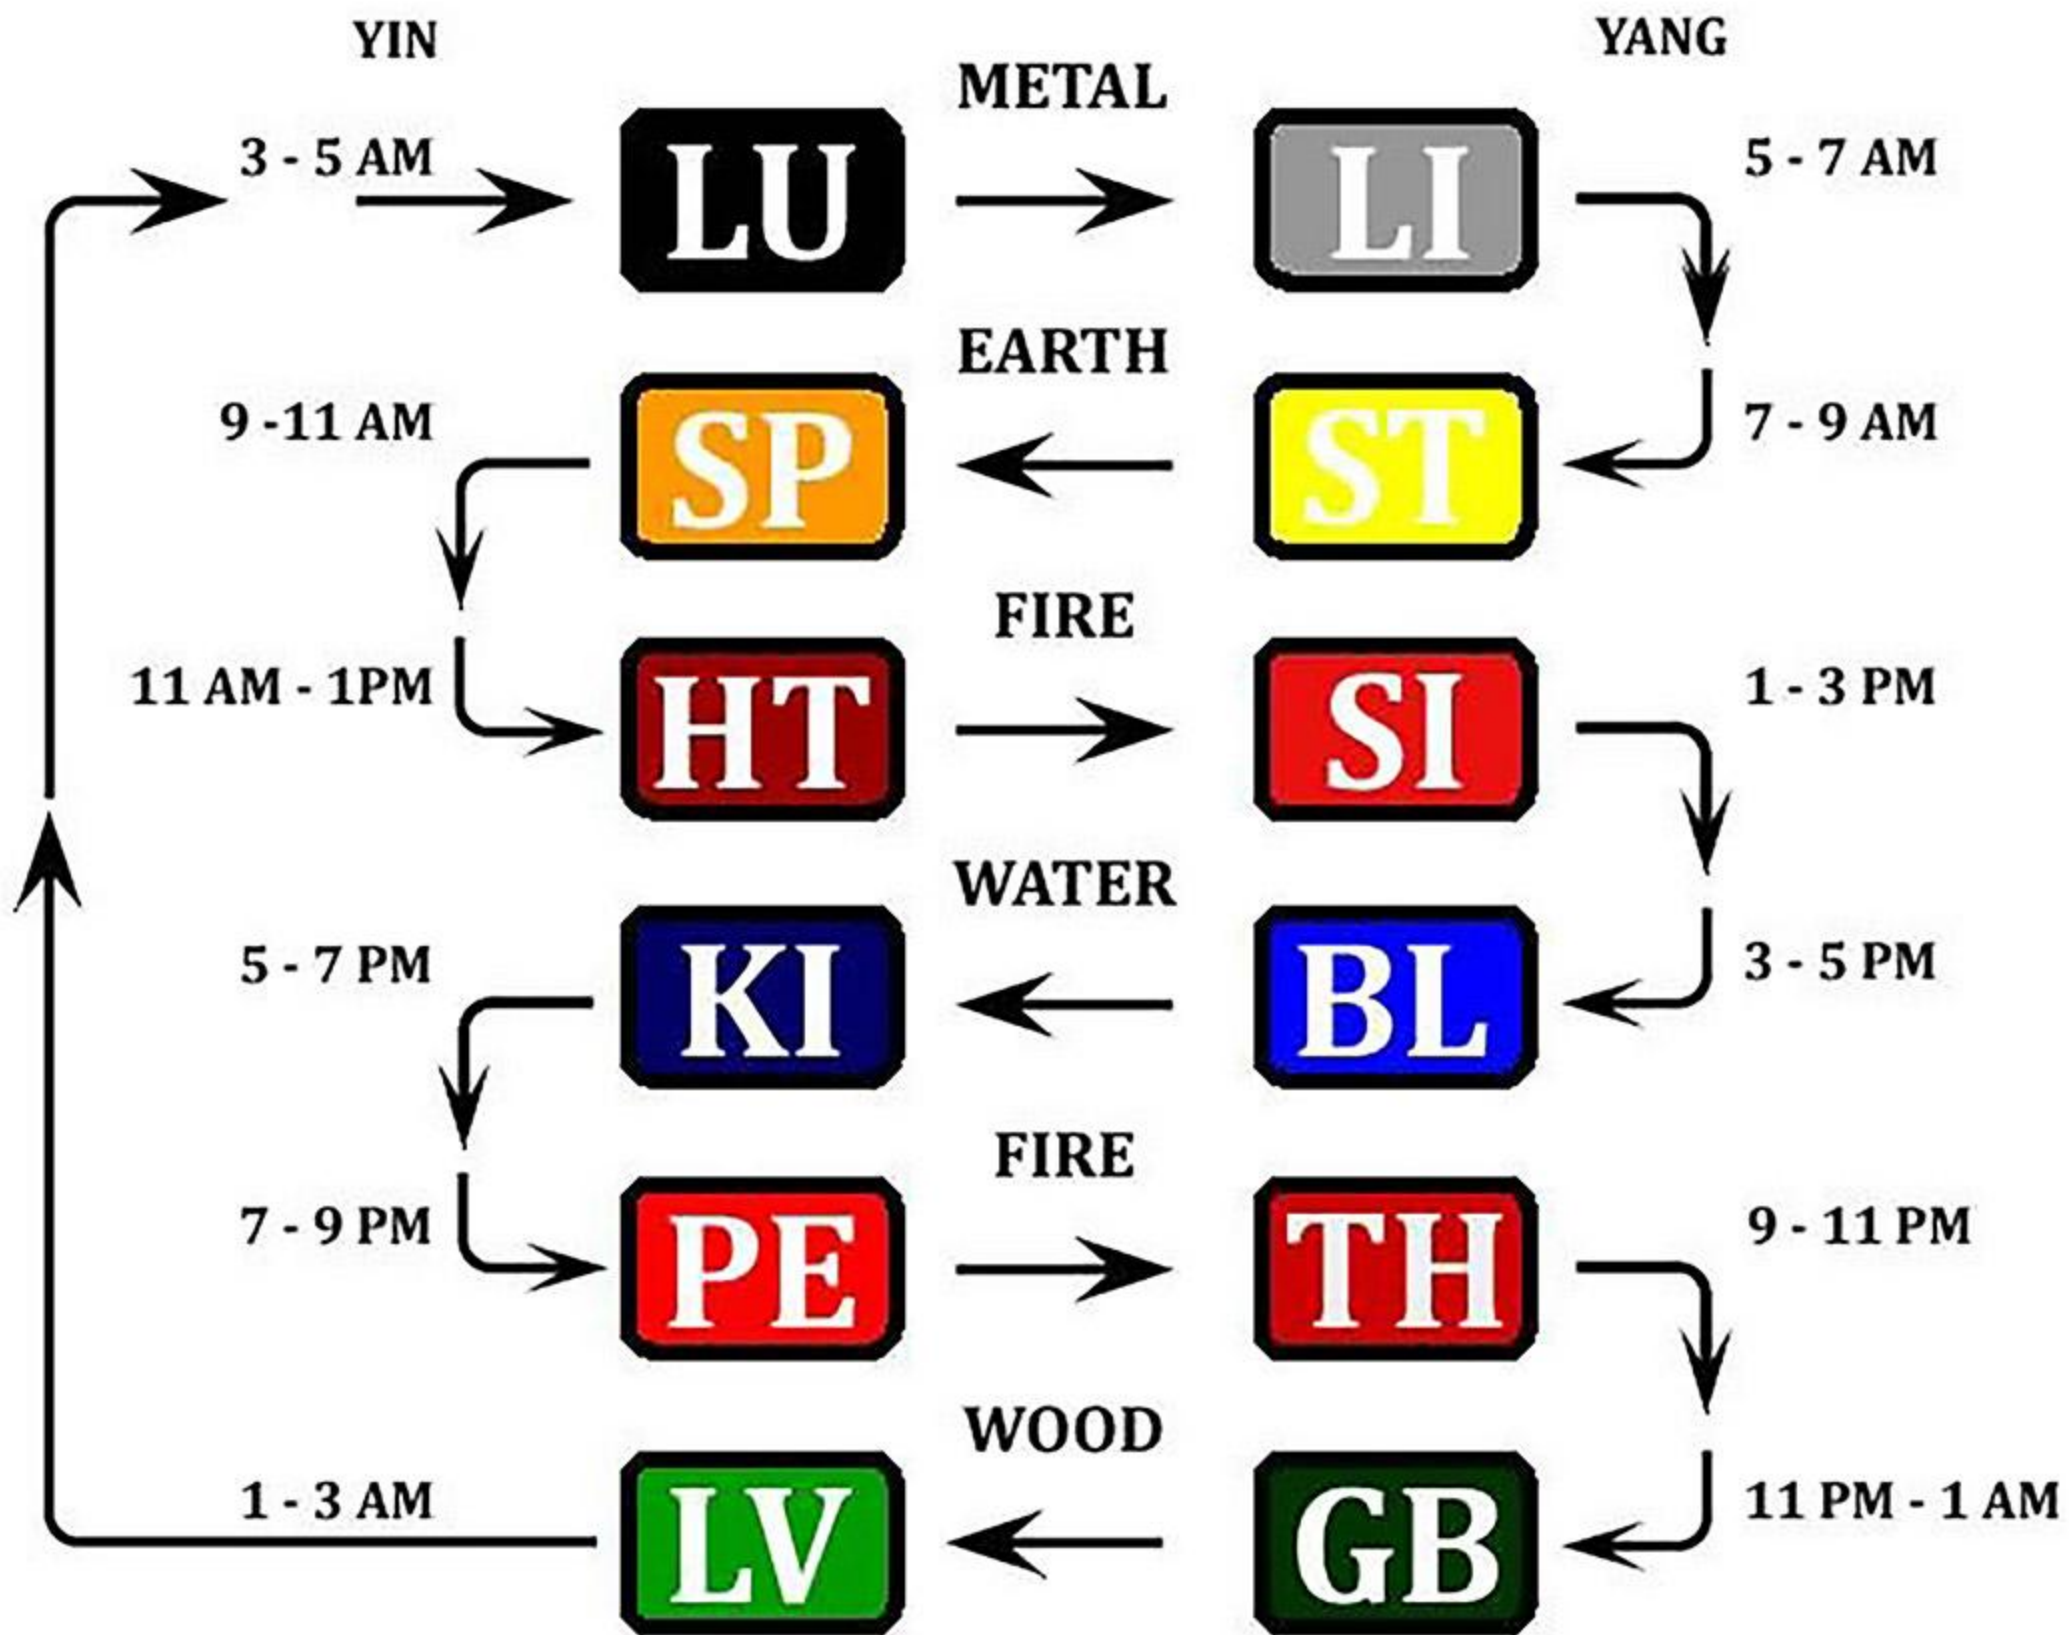 YIN
YANG
METAL
3 - 5 AM
LU
LI
5 - 7 AM
EARTH
9 -11 AM
SP
ST
7 - 9 AM
FIRE
11 AM - 1PM
HT
SI
1 - 3 PM
WATER
5 - 7 PM
KI
BL
3 - 5 PM
FIRE
7 - 9 PM
PE
TH
9 - 11 PM
WOOD
1 - 3 AM
LV
GB
11 PM - 1 AM